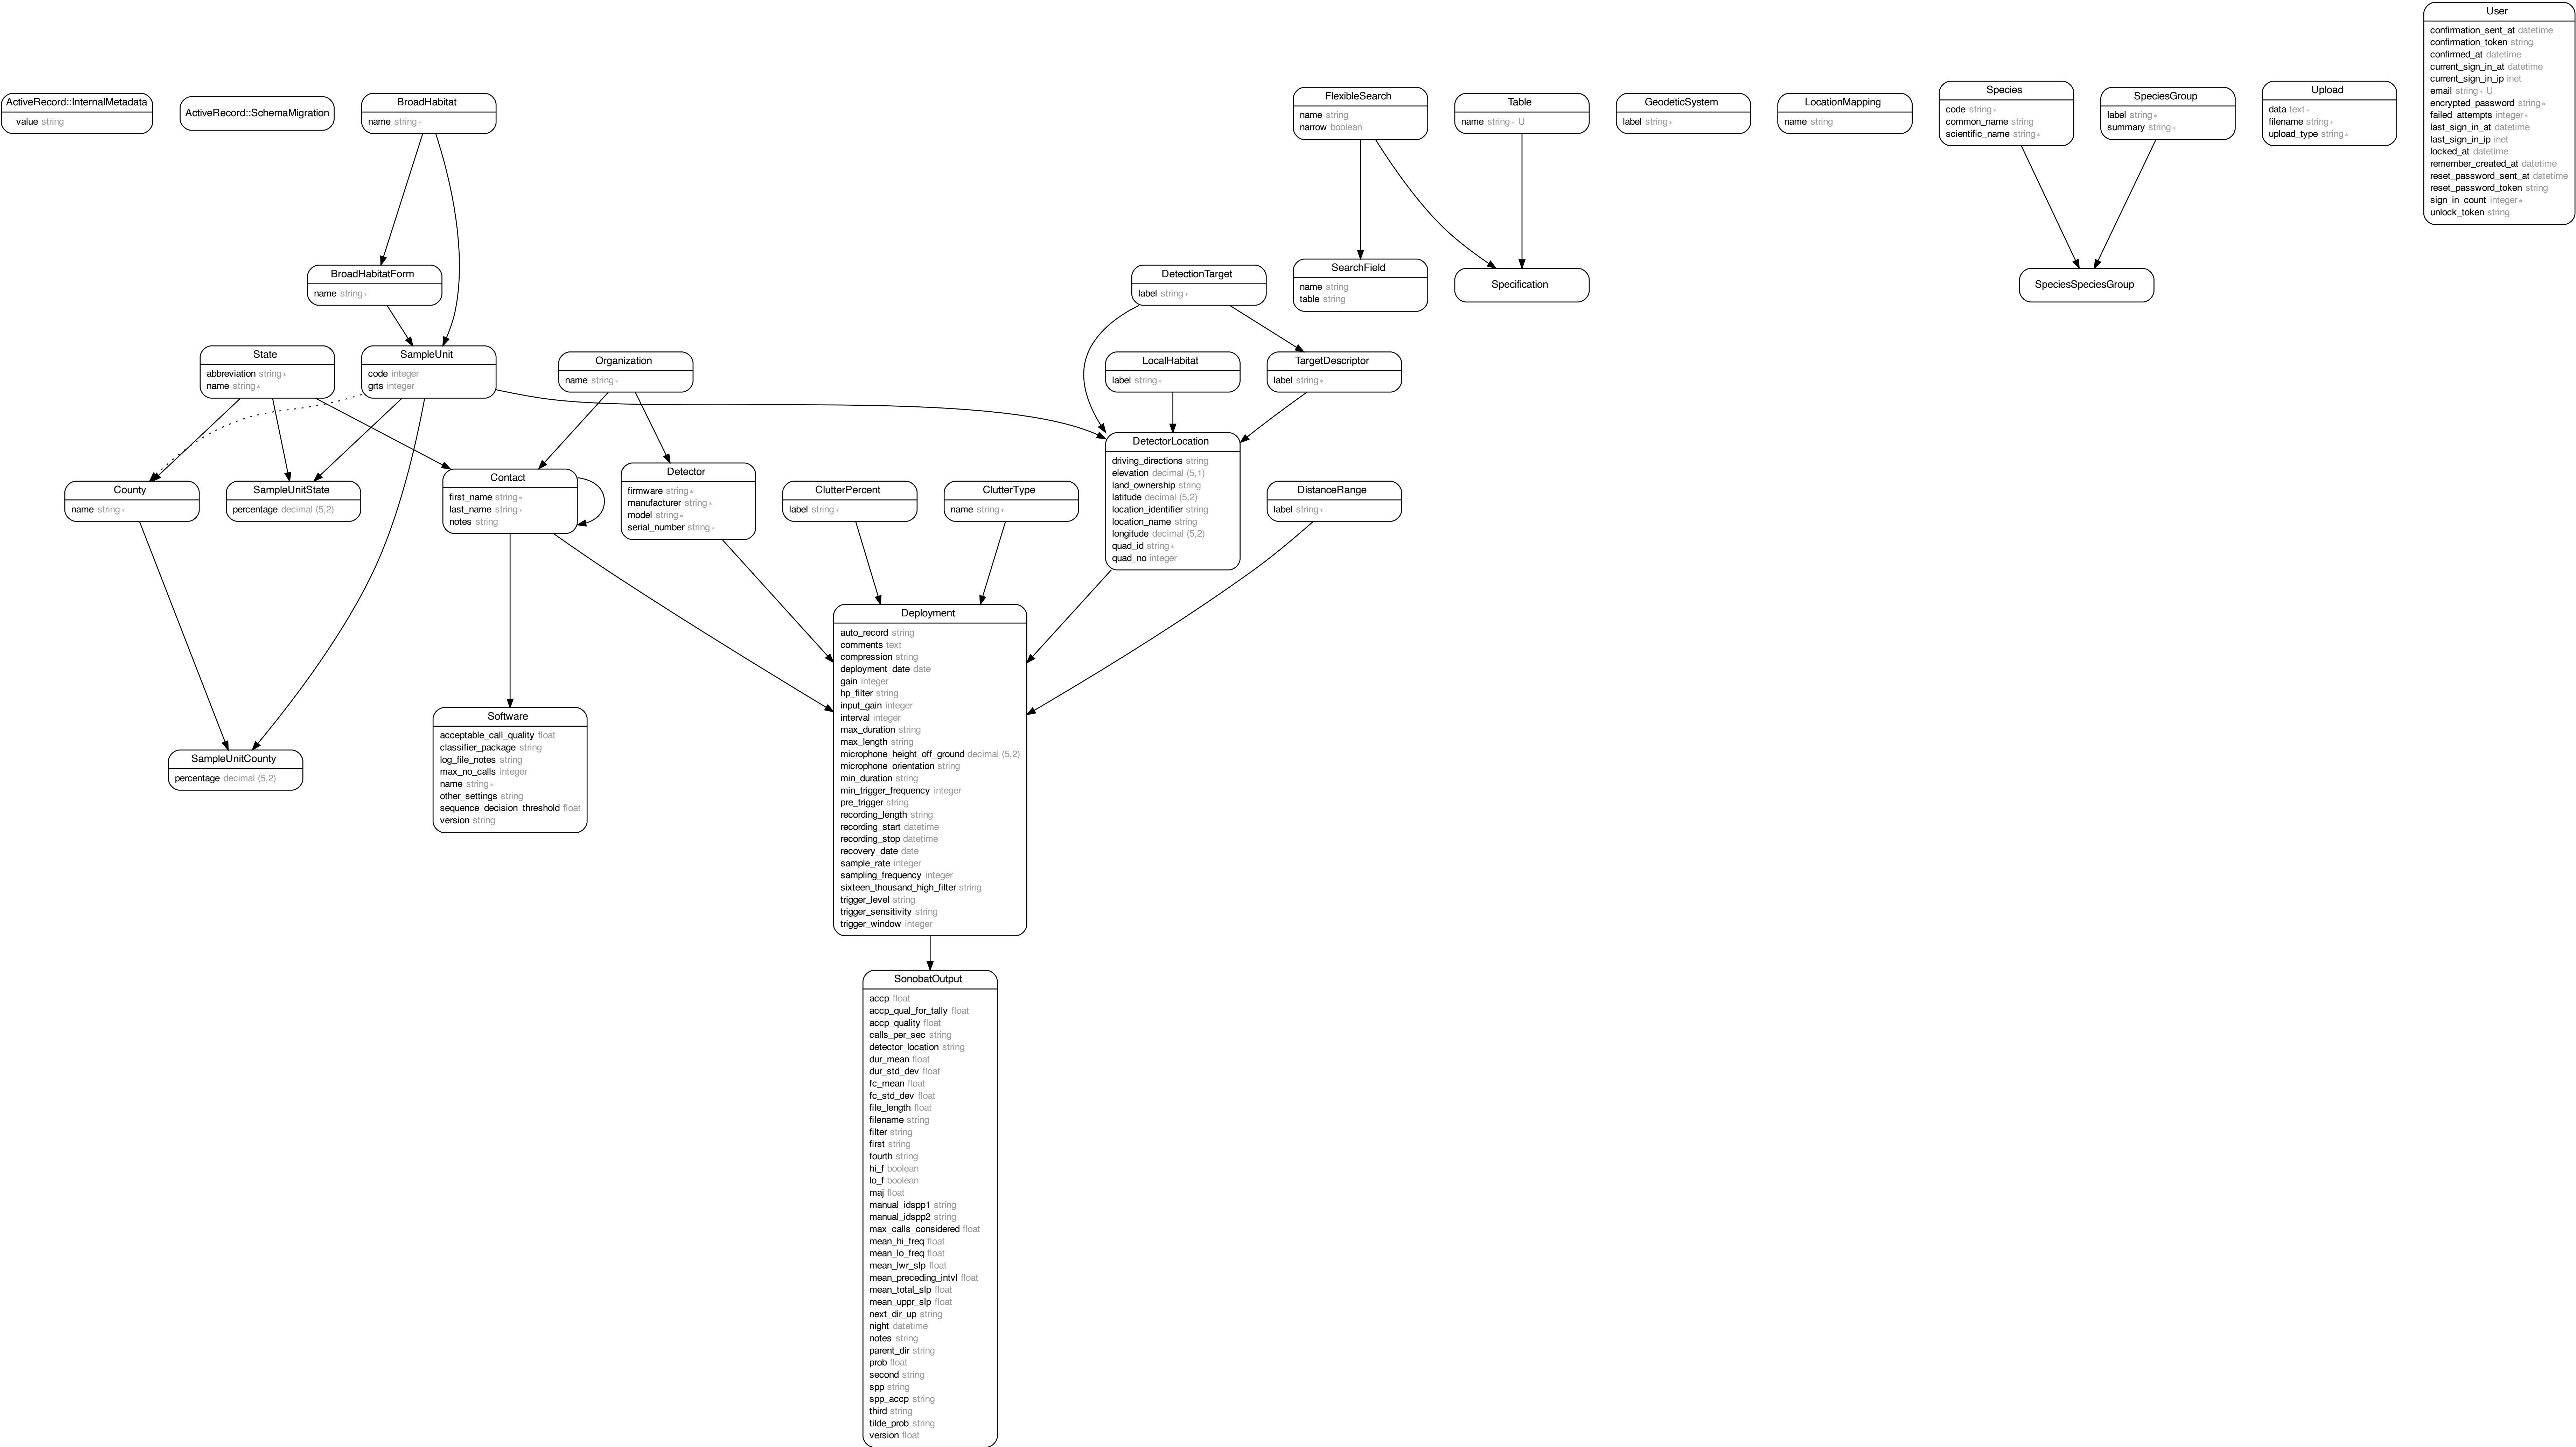 User
confirmation_sent_at datetime
confirmation_token string
confirmed_at datetime
current_sign_in_at datetime
current_sign_in_ip inet
email string * U
encrypted_password string *
failed_attempts integer *
last_sign_in_at datetime
last_sign_in_ip inet
locked_at datetime
remember_created_at datetime
reset_password_sent_at datetime
reset_password_token string
sign_in_count integer *
unlock_token string
ActiveRecord::InternalMetadata
value string
ActiveRecord::SchemaMigration
BroadHabitat
name string *
FlexibleSearch
name string
narrow boolean
Table
name string * U
GeodeticSystem
label string *
LocationMapping
name string
Species
code string *
common_name string
scientific_name string *
SpeciesGroup
label string *
summary string *
Upload
data text *
filename string *
upload_type string *
BroadHabitatForm
name string *
DetectionTarget
label string *
SearchField
name string
table string
Specification
SpeciesSpeciesGroup
State
abbreviation string *
name string *
SampleUnit
code integer
grts integer
Organization
name string *
LocalHabitat
label string *
TargetDescriptor
label string *
County
name string *
SampleUnitState
percentage decimal (5,2)
Contact
first_name string *
last_name string *
notes string
Detector
firmware string *
manufacturer string *
model string *
serial_number string *
ClutterPercent
label string *
ClutterType
name string *
DetectorLocation
driving_directions string
elevation decimal (5,1)
land_ownership string
latitude decimal (5,2)
location_identifier string
location_name string
longitude decimal (5,2)
quad_id string *
quad_no integer
DistanceRange
label string *
SampleUnitCounty
percentage decimal (5,2)
Software
acceptable_call_quality float
classifier_package string
log_file_notes string
max_no_calls integer
name string *
other_settings string
sequence_decision_threshold float
version string
Deployment
auto_record string
comments text
compression string
deployment_date date
gain integer
hp_filter string
input_gain integer
interval integer
max_duration string
max_length string
microphone_height_off_ground decimal (5,2)
microphone_orientation string
min_duration string
min_trigger_frequency integer
pre_trigger string
recording_length string
recording_start datetime
recording_stop datetime
recovery_date date
sample_rate integer
sampling_frequency integer
sixteen_thousand_high_filter string
trigger_level string
trigger_sensitivity string
trigger_window integer
SonobatOutput
accp float
accp_qual_for_tally float
accp_quality float
calls_per_sec string
detector_location string
dur_mean float
dur_std_dev float
fc_mean float
fc_std_dev float
file_length float
filename string
filter string
first string
fourth string
hi_f boolean
lo_f boolean
maj float
manual_idspp1 string
manual_idspp2 string
max_calls_considered float
mean_hi_freq float
mean_lo_freq float
mean_lwr_slp float
mean_preceding_intvl float
mean_total_slp float
mean_uppr_slp float
next_dir_up string
night datetime
notes string
parent_dir string
prob float
second string
spp string
spp_accp string
third string
tilde_prob string
version float